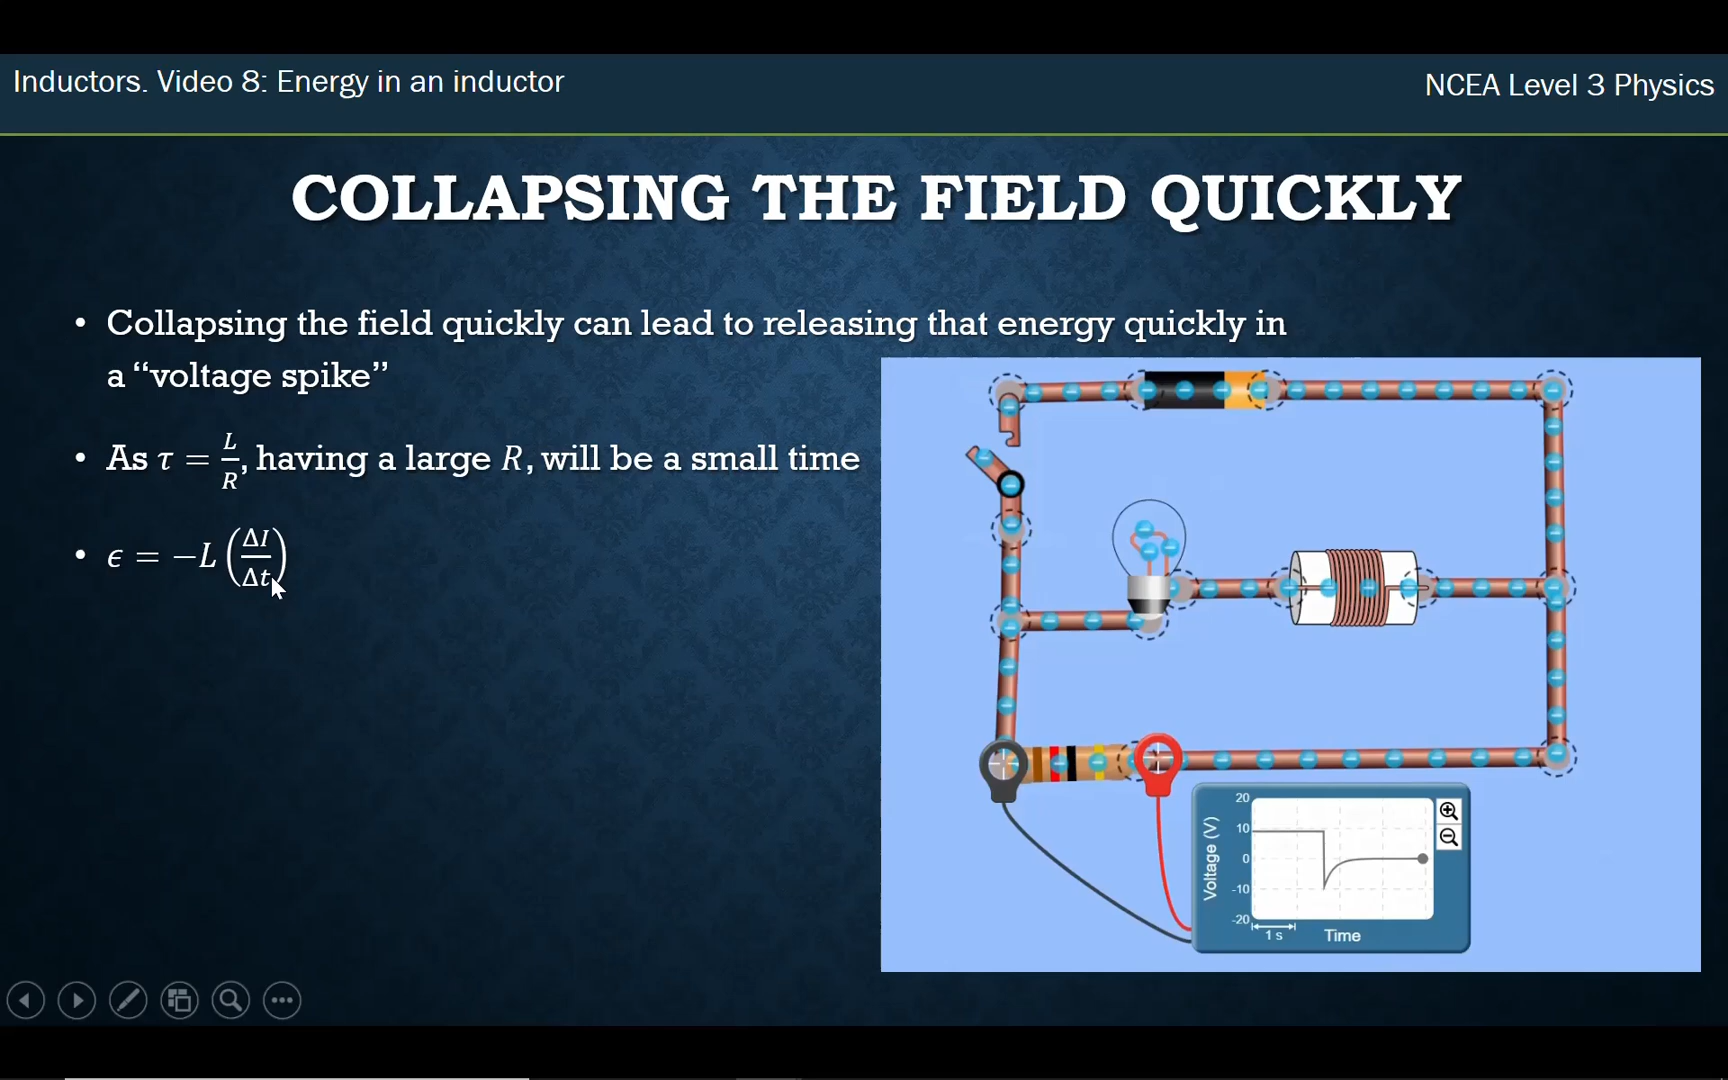 Inductors. Video 8: Energy in an inductor
NCEA Level 3 Physics
COLLAPSING THE FIELD QUICKLY
• Collapsing the field quickly can lead to releasing that energy quickly in
a “voltage spike”
• As τ = L/R, having a large R, will be a small time
• ϵ = −L (ΔI/Δt)
Voltage (V)
20
10
0
-10
-20
1 s
Time